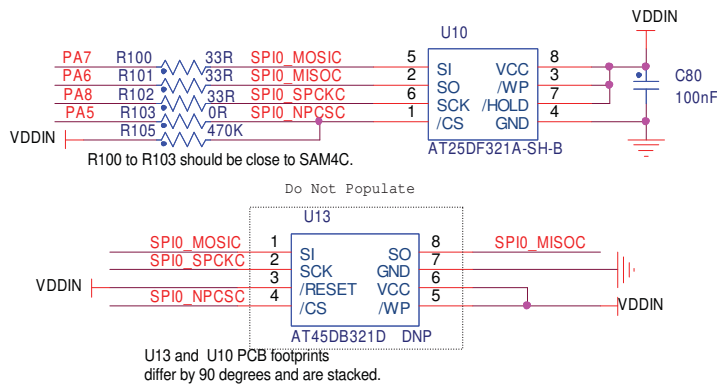 VDDIN
U10
PA7 R100 33R SPI0_MOSIC 5 SI VCC 8
PA6 R101 33R SPI0_MISOC 2 SO /WP 3
PA8 R102 33R SPI0_SPCKC 6 SCK /HOLD 7
PA5 R103 0R SPI0_NPCSC 1 /CS GND 4
C80
100nF
VDDIN R105 470K
AT25DF321A-SH-B
R100 to R103 should be close to SAM4C.
Do Not Populate
U13
SPI0_MOSIC 1 SI SO 8 SPI0_MISOC
SPI0_SPCKC 2 SCK GND 7
VDDIN 3 /RESET VCC 6
SPI0_NPCSC 4 /CS /WP 5 VDDIN
AT45DB321D DNP
U13 and U10 PCB footprints
differ by 90 degrees and are stacked.